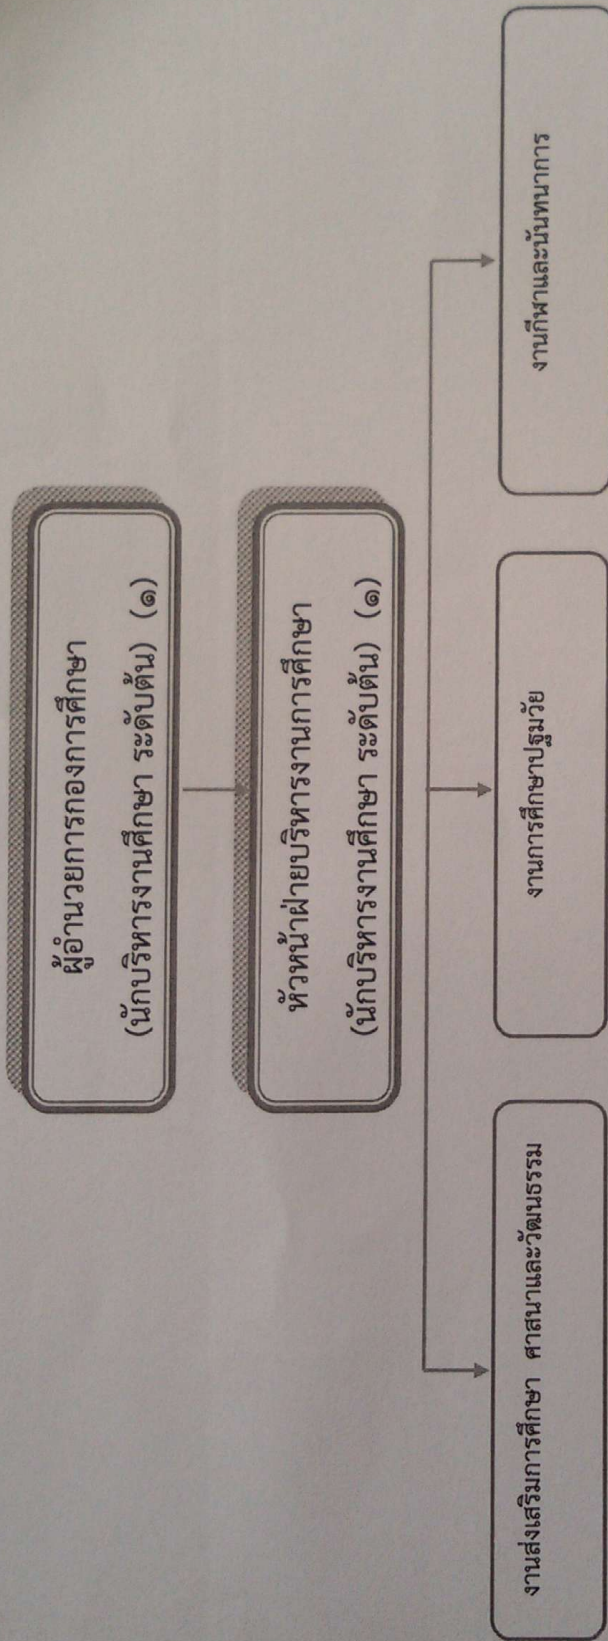 ผู้อำนวยการกองการศึกษา
(นักบริหารงานศึกษา ระดับต้น) (๑)
หัวหน้าฝ่ายบริหารงานการศึกษา
(นักบริหารงานศึกษา ระดับต้น) (๑)
งานส่งเสริมการศึกษา ศาสนาและวัฒนธรรม
งานการศึกษาปฐมวัย
งานกีฬาและนันทนาการ